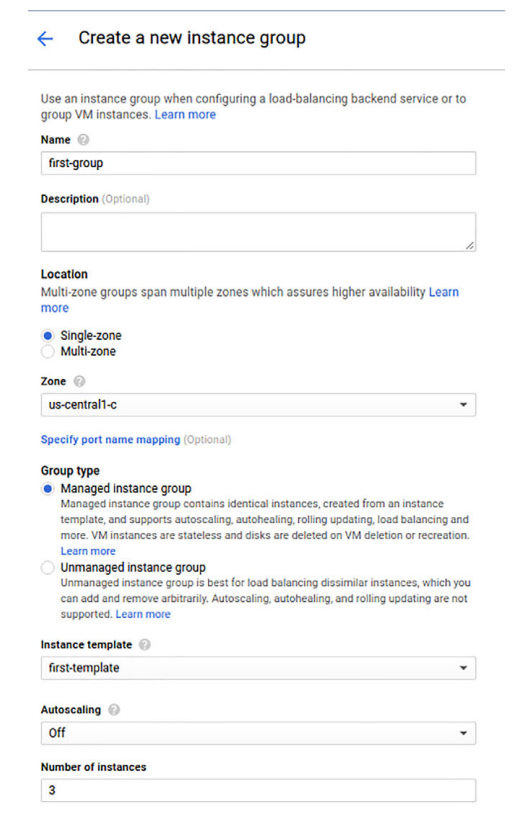 Create a new instance group
Use an instance group when configuring a load-balancing backend service or to
group VM instances. Learn more
Name
first-group
Description (Optional)
Location
Multi-zone groups span multiple zones which assures higher availability Learn
more
Single-zone
Multi-zone
Zone
us-central1-c
Specify port name mapping (Optional)
Group type
Managed instance group
Managed instance group contains identical instances, created from an instance
template, and supports autoscaling, autohealing, rolling updating, load balancing and
more. VM instances are stateless and disks are deleted on VM deletion or recreation.
Learn more
Unmanaged instance group
Unmanaged instance group is best for load balancing dissimilar instances, which you
can add and remove arbitrarily. Autoscaling, autohealing, and rolling updating are not
supported. Learn more
Instance template
first-template
Autoscaling
Off
Number of instances
3